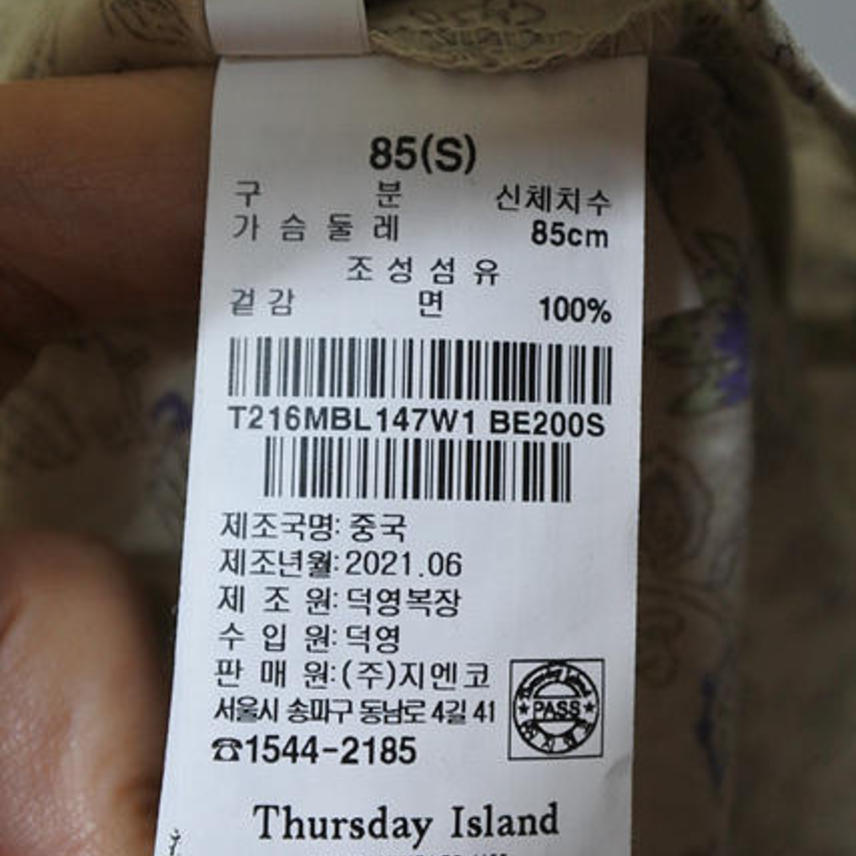 85(S)
구 분 신체치수
가 슴 둘 레 85cm
조 성 섬 유
겉 감 면 100%
T216MBL147W1 BE200S
제조국명: 중국
제조년월: 2021.06
제 조 원: 덕영복장
수 입 원: 덕영
판 매 원: (주)지엔코
서울시 송파구 동남로 4길 41
☎1544-2185
PASS
Thursday Island